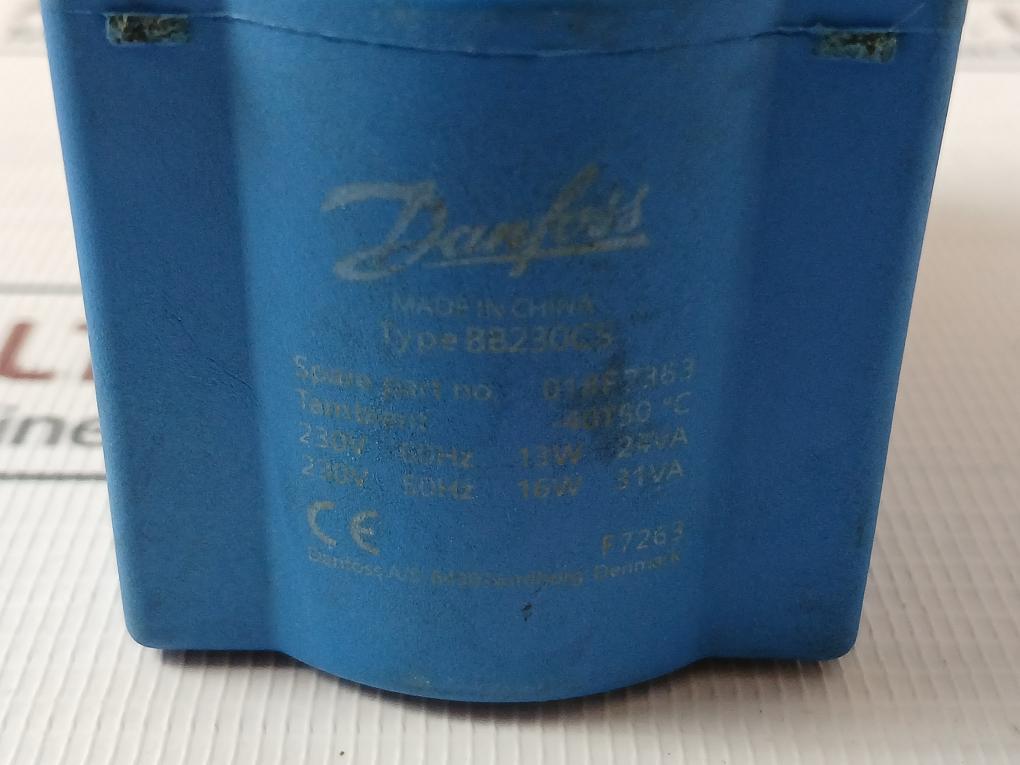 Danfoss
MADE IN CHINA
Type BB230CS
Spare part no. 018F7363
Tambient -40T50 °C
230V 60Hz 13W 24VA
230V 50Hz 16W 31VA
CE
F7263
Danfoss A/S, 6430 Nordborg, Denmark